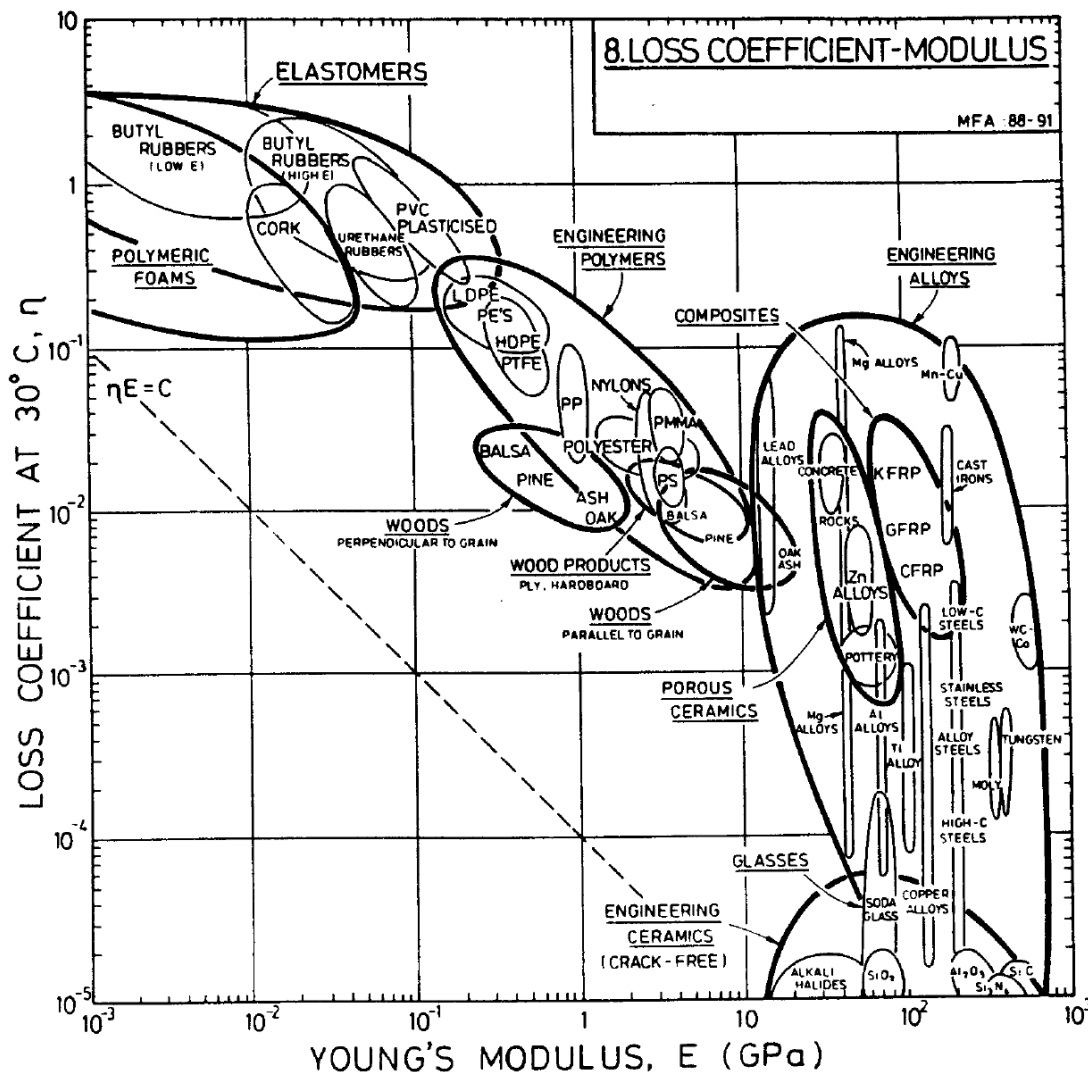 8. LOSS COEFFICIENT-MODULUS
MFA : 88-91
10
1
10⁻¹
10⁻²
10⁻³
10⁻⁴
10⁻⁵
LOSS COEFFICIENT AT 30° C, η
ELASTOMERS
BUTYL
RUBBERS
(LOW E)
BUTYL
RUBBERS
(HIGH E)
CORK
PVC
PLASTICISED
URETHANE
RUBBERS
POLYMERIC
FOAMS
ENGINEERING
POLYMERS
ENGINEERING
ALLOYS
COMPOSITES
LDPE
PE'S
HDPE
PTFE
Mg ALLOYS
Mn-Cu
ηE = C
PP
NYLONS
PMMA
POLYESTER
PS
BALSA
PINE
ASH
OAK
BALSA
PINE
OAK
ASH
LEAD
ALLOYS
CONCRETE
ROCKS
KFRP
CAST
IRONS
GFRP
CFRP
WOODS
PERPENDICULAR TO GRAIN
WOOD PRODUCTS
PLY, HARDBOARD
WOODS
PARALLEL TO GRAIN
Zn
ALLOYS
LOW-C
STEELS
WC-
Co
POTTERY
POROUS
CERAMICS
Mg
ALLOYS
Al
ALLOYS
Ti
ALLOY
STAINLESS
STEELS
ALLOY
STEELS
TUNGSTEN
MOLY
HIGH-C
STEELS
GLASSES
SODA
GLASS
COPPER
ALLOYS
ENGINEERING
CERAMICS
(CRACK-FREE)
ALKALI
HALIDES
SiO₂
Al₂O₃
SiC
10⁻³
10⁻²
10⁻¹
1
10
10²
YOUNG'S MODULUS, E (GPa)